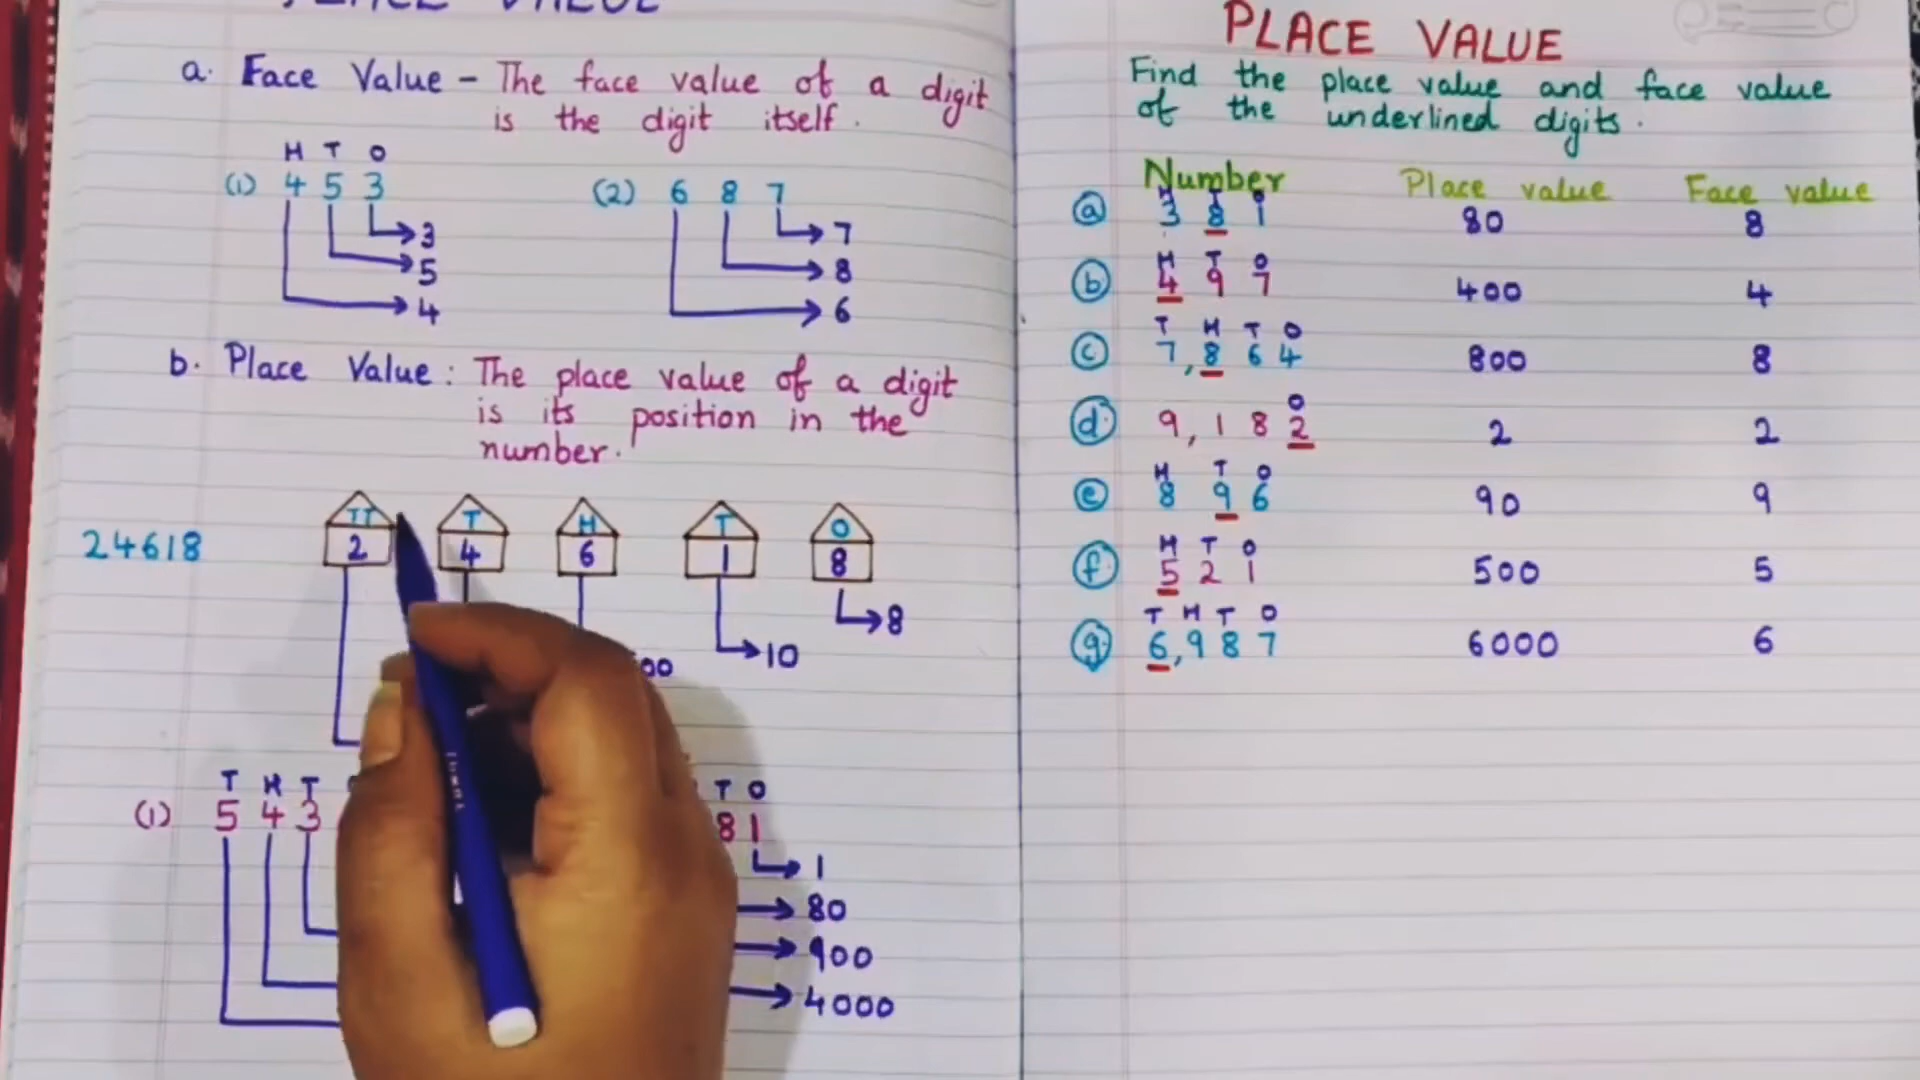 PLACE VALUE
a. Face Value - The face value of a digit
is the digit itself.
H T O
(1) 4 5 3
3
5
4
(2) 6 8 7
7
8
6
b. Place Value: The place value of a digit
is its position in the
number.
24618
TT T H T O
2 4 6 1 8
8
10
00
T H T
(1) 5 4 3
T O
8 1
1
80
900
4000
PLACE VALUE
Find the place value and face value
of the underlined digits.
Number Place value Face value
H T O
a 3 8 1 80 8
H T O
b 4 9 7 400 4
T H T O
c 7,8 6 4 800 8
O
d 9,1 8 2 2 2
H T O
e 8 9 6 90 9
H T O
f 5 2 1 500 5
T H T O
g 6,9 8 7 6000 6